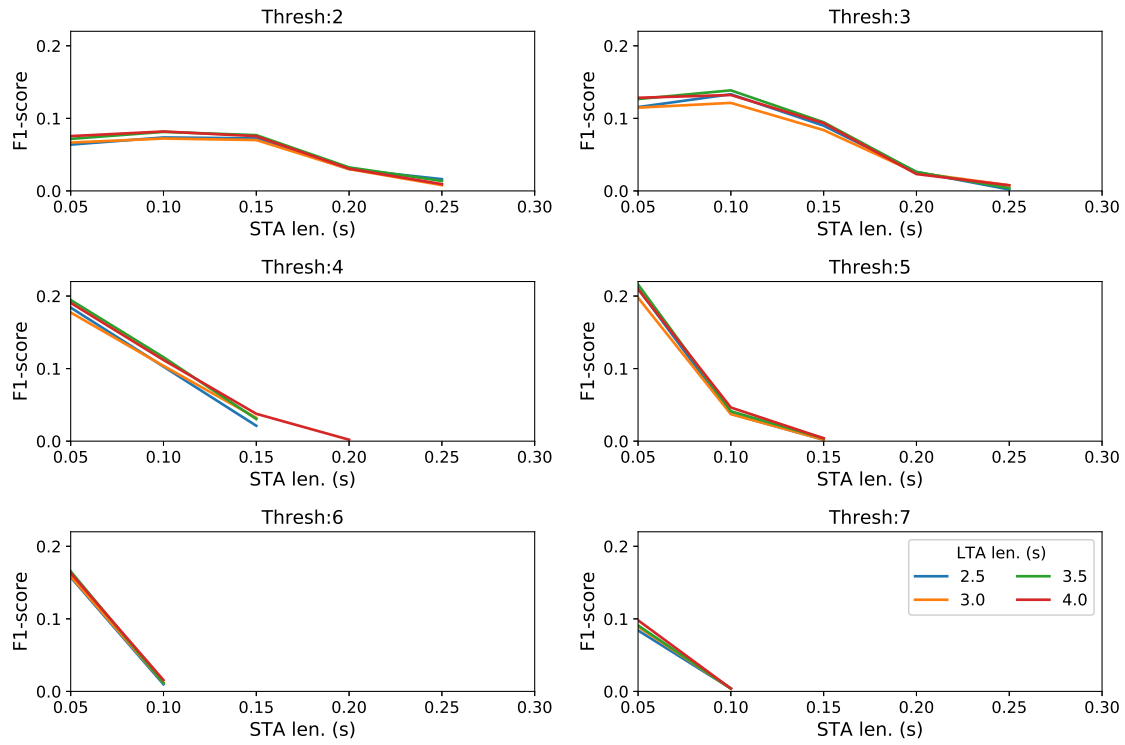 Thresh:2
F1-score
0.2
0.1
0.0
0.05 0.10 0.15 0.20 0.25 0.30
STA len. (s)
Thresh:3
F1-score
0.2
0.1
0.0
0.05 0.10 0.15 0.20 0.25 0.30
STA len. (s)
Thresh:4
F1-score
0.2
0.1
0.0
0.05 0.10 0.15 0.20 0.25 0.30
STA len. (s)
Thresh:5
F1-score
0.2
0.1
0.0
0.05 0.10 0.15 0.20 0.25 0.30
STA len. (s)
Thresh:6
F1-score
0.2
0.1
0.0
0.05 0.10 0.15 0.20 0.25 0.30
STA len. (s)
Thresh:7
F1-score
0.2
0.1
0.0
0.05 0.10 0.15 0.20 0.25 0.30
STA len. (s)
LTA len. (s)
2.5 3.5
3.0 4.0